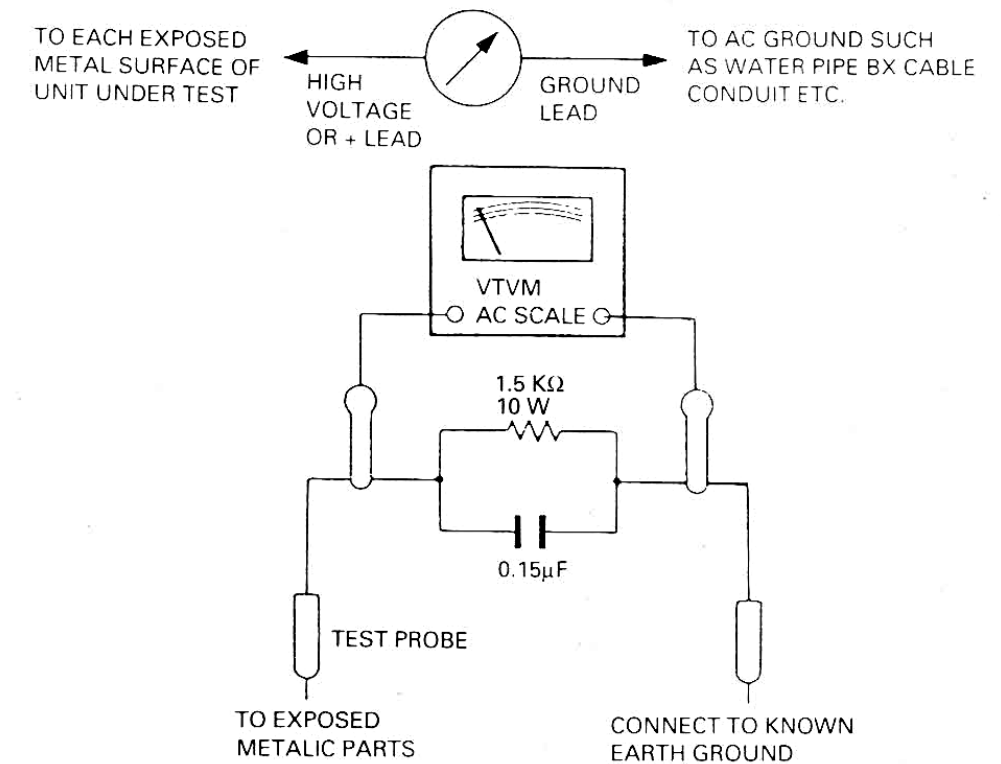 TO EACH EXPOSED
METAL SURFACE OF
UNIT UNDER TEST
HIGH
VOLTAGE
OR + LEAD
GROUND
LEAD
TO AC GROUND SUCH
AS WATER PIPE BX CABLE
CONDUIT ETC.
VTVM
AC SCALE
1.5 KΩ
10 W
0.15μF
TEST PROBE
TO EXPOSED
METALIC PARTS
CONNECT TO KNOWN
EARTH GROUND